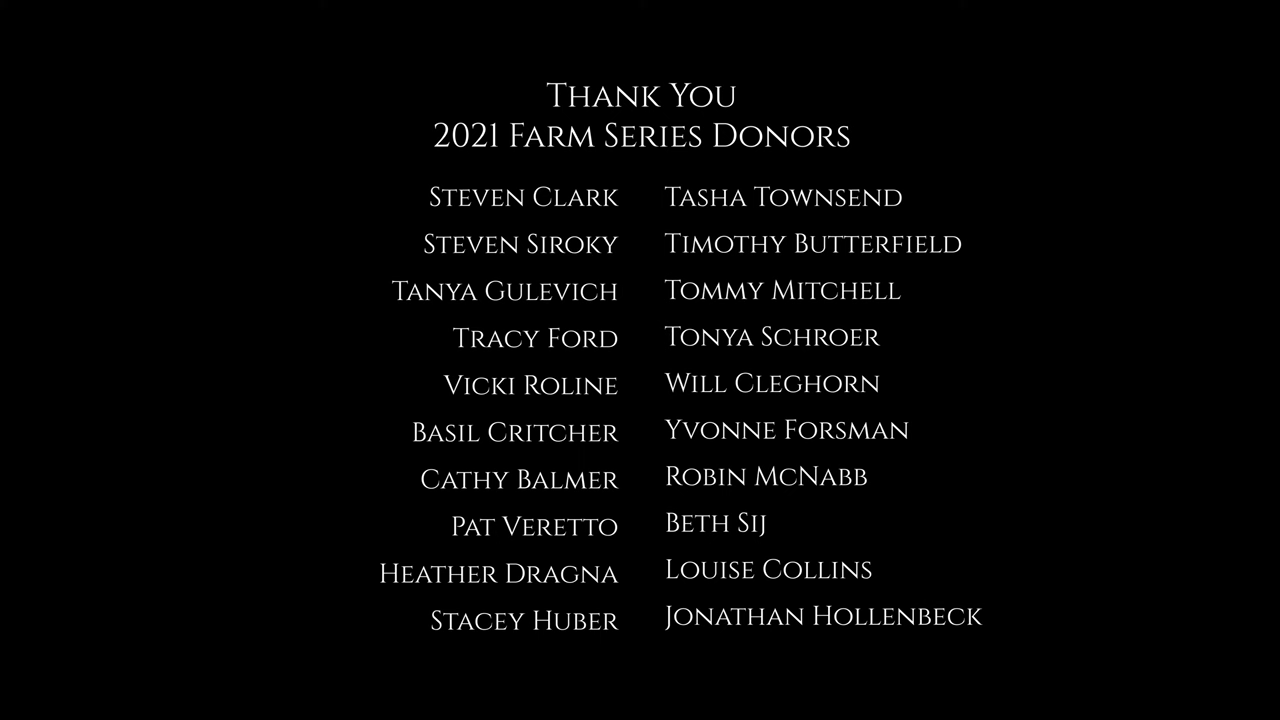 Thank You
2021 Farm Series Donors
Steven Clark
Steven Siroky
Tanya Gulevich
Tracy Ford
Vicki Roline
Basil Critcher
Cathy Balmer
Pat Veretto
Heather Dragna
Stacey Huber
Tasha Townsend
Timothy Butterfield
Tommy Mitchell
Tonya Schroer
Will Cleghorn
Yvonne Forsman
Robin McNabb
Beth Sij
Louise Collins
Jonathan Hollenbeck